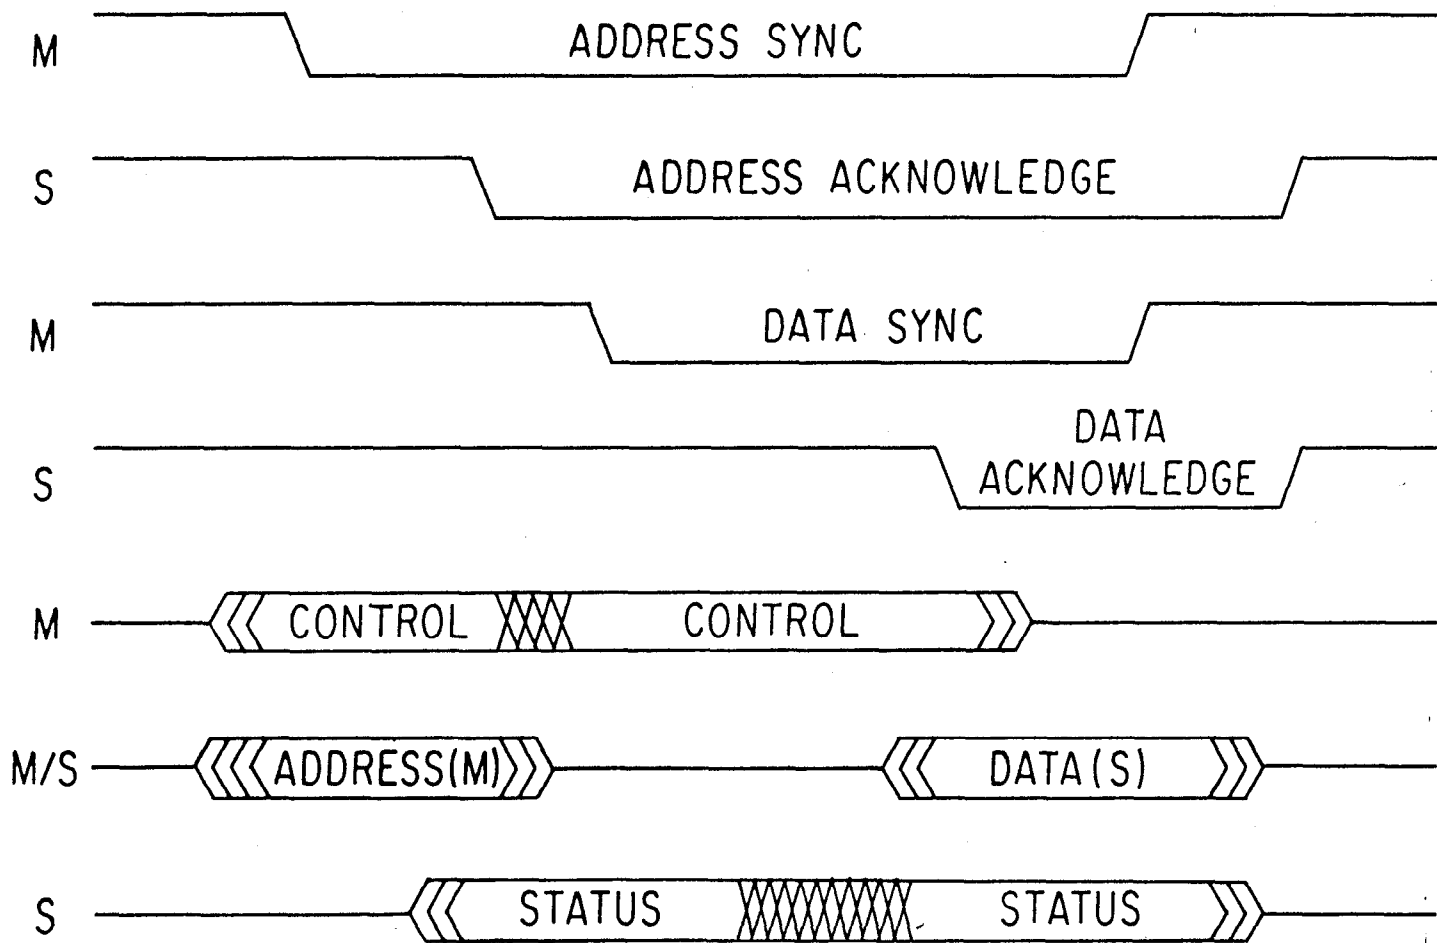 M ADDRESS SYNC
S ADDRESS ACKNOWLEDGE
M DATA SYNC
DATA
S ACKNOWLEDGE
M CONTROL CONTROL
M/S ADDRESS(M) DATA(S)
S STATUS STATUS